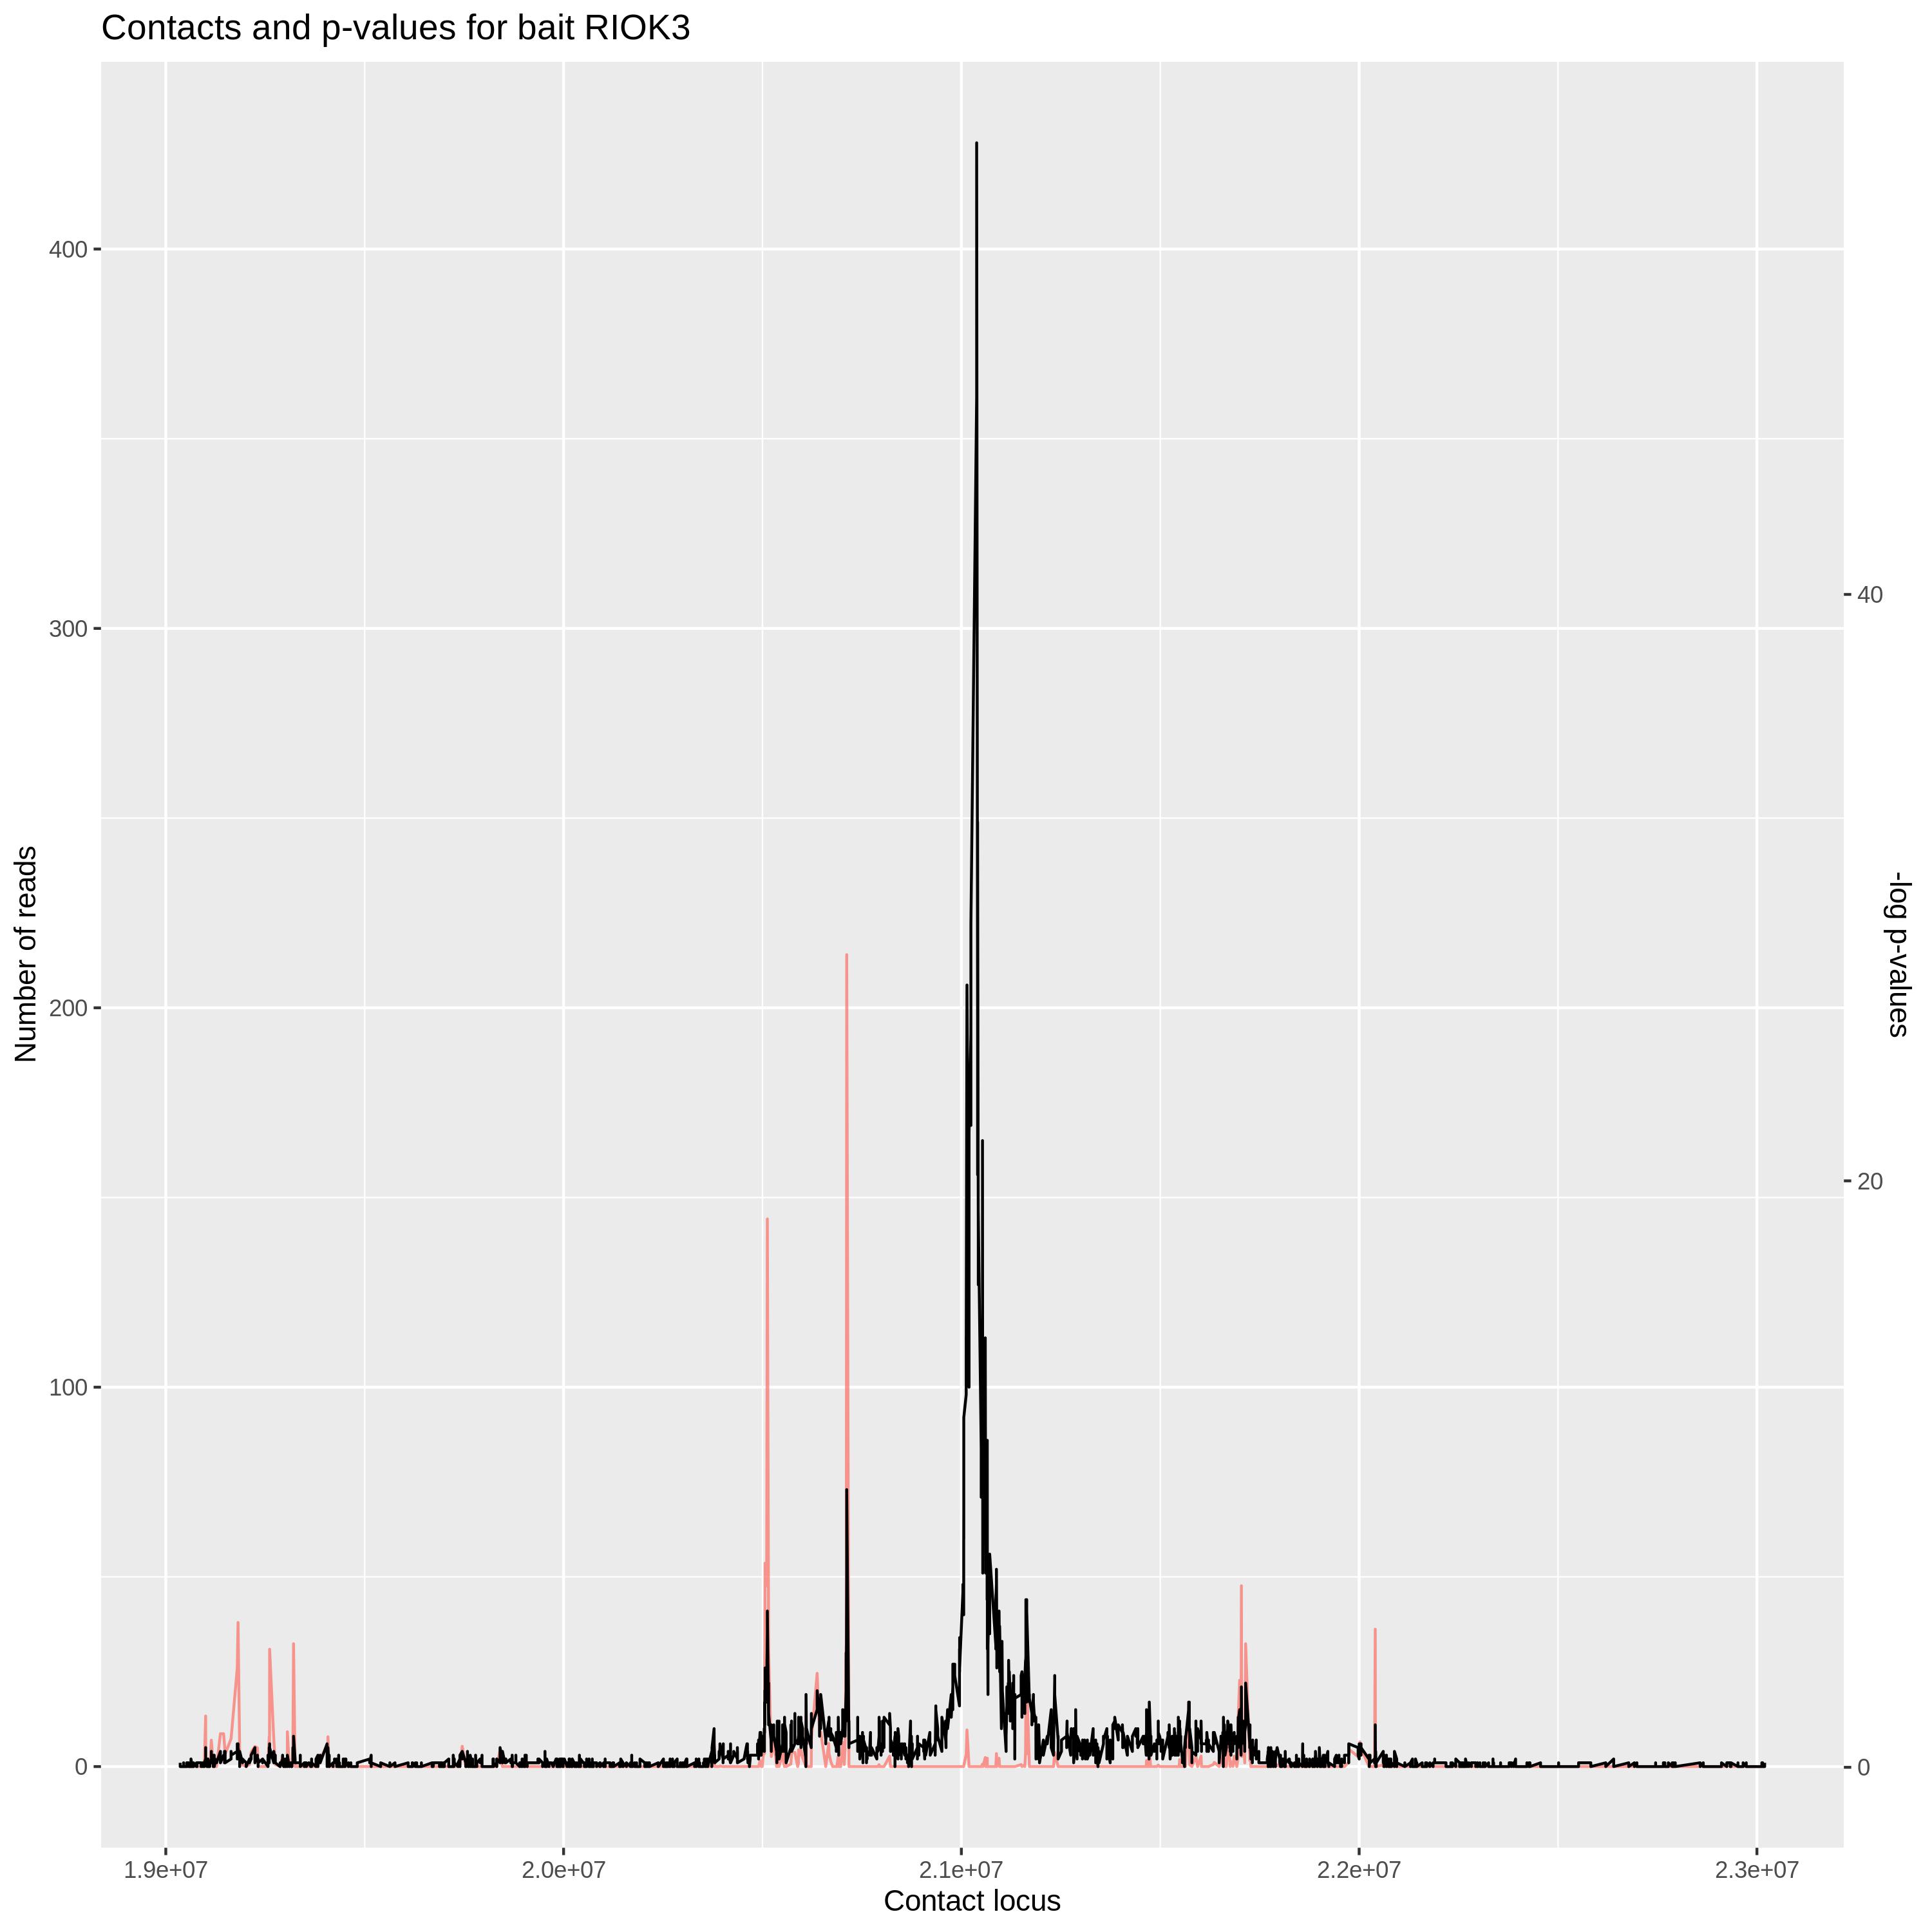 Contacts and p-values for bait RIOK3
Number of reads
400
300
200
100
0
40
20
0
-log p-values
1.9e+07
2.0e+07
2.1e+07
2.2e+07
2.3e+07
Contact locus